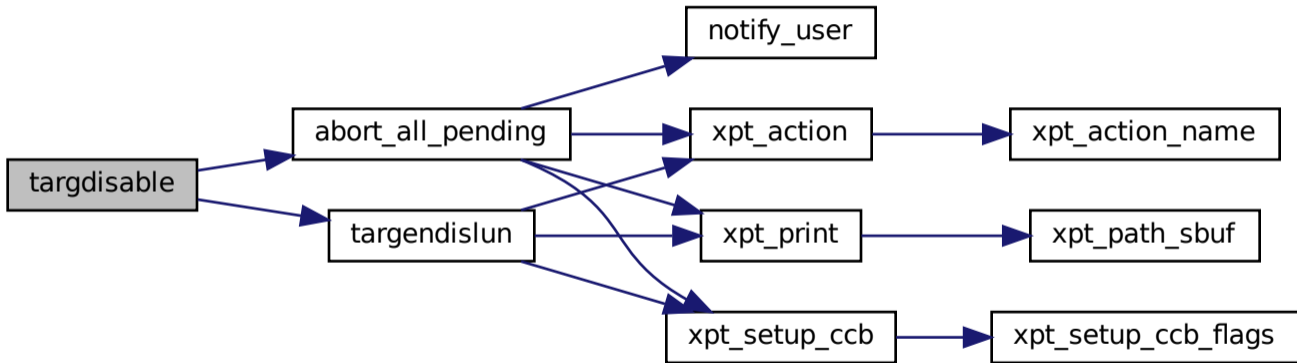 notify_user
abort_all_pending
xpt_action
xpt_action_name
targdisable
targendislun
xpt_print
xpt_path_sbuf
xpt_setup_ccb
xpt_setup_ccb_flags